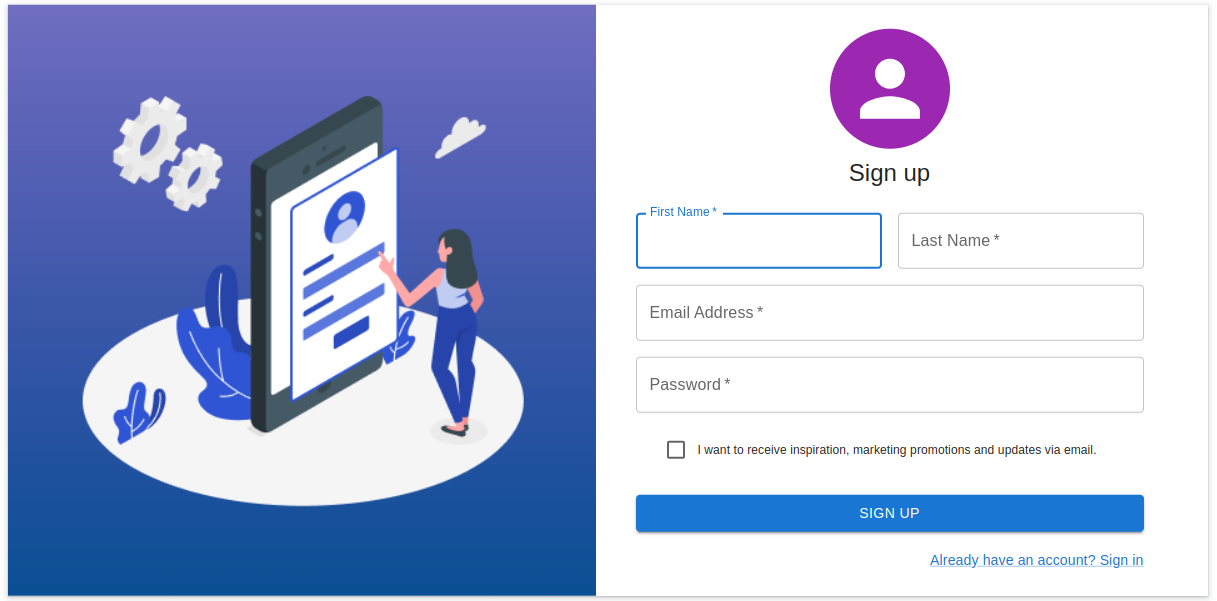 Sign up
First Name *
Last Name *
Email Address *
Password *
I want to receive inspiration, marketing promotions and updates via email.
SIGN UP
Already have an account? Sign in